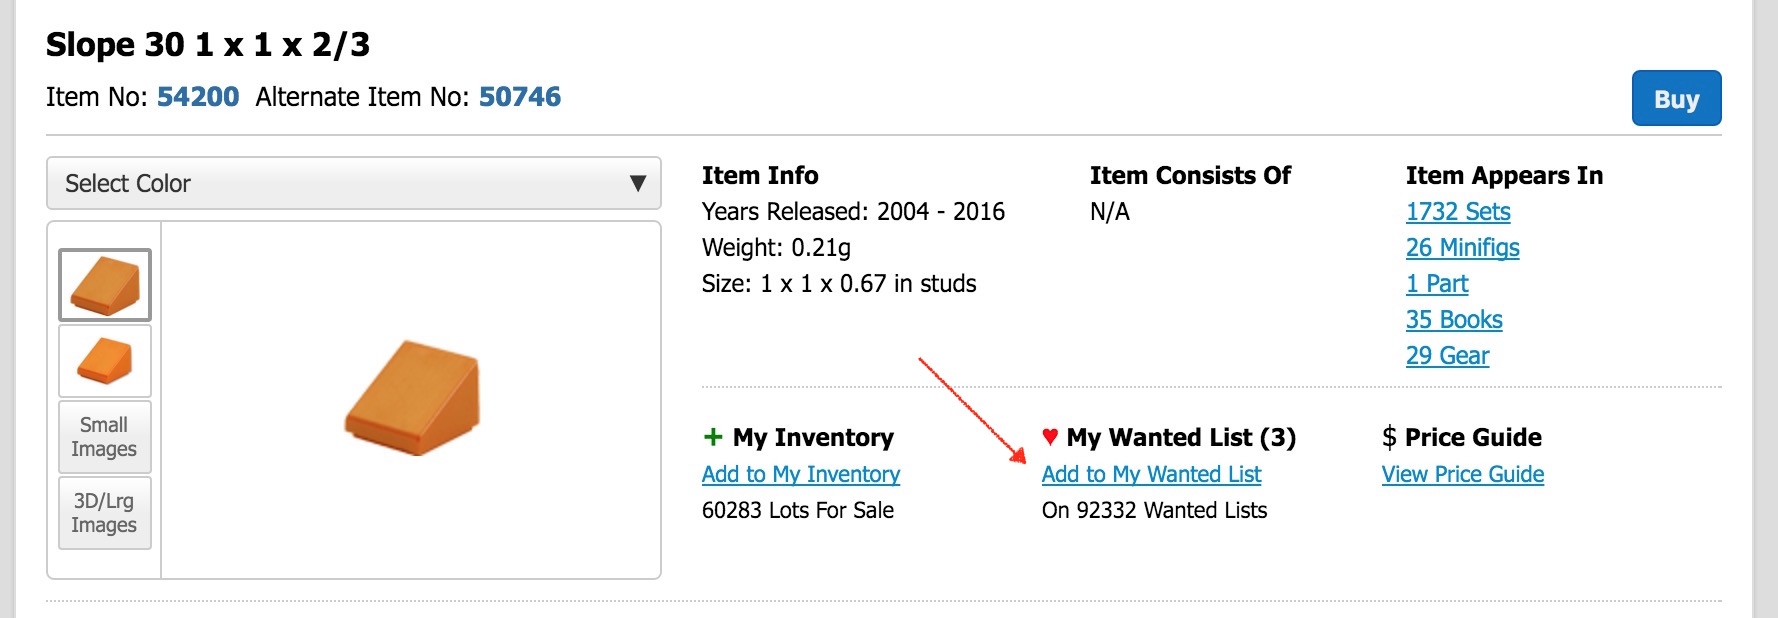 Slope 30 1 x 1 x 2/3
Item No: 54200 Alternate Item No: 50746
Buy
Select Color ▼
Small
Images
3D/Lrg
Images
Item Info
Years Released: 2004 - 2016
Weight: 0.21g
Size: 1 x 1 x 0.67 in studs
Item Consists Of
N/A
Item Appears In
1732 Sets
26 Minifigs
1 Part
35 Books
29 Gear
+ My Inventory
Add to My Inventory
60283 Lots For Sale
♥ My Wanted List (3)
Add to My Wanted List
On 92332 Wanted Lists
$ Price Guide
View Price Guide